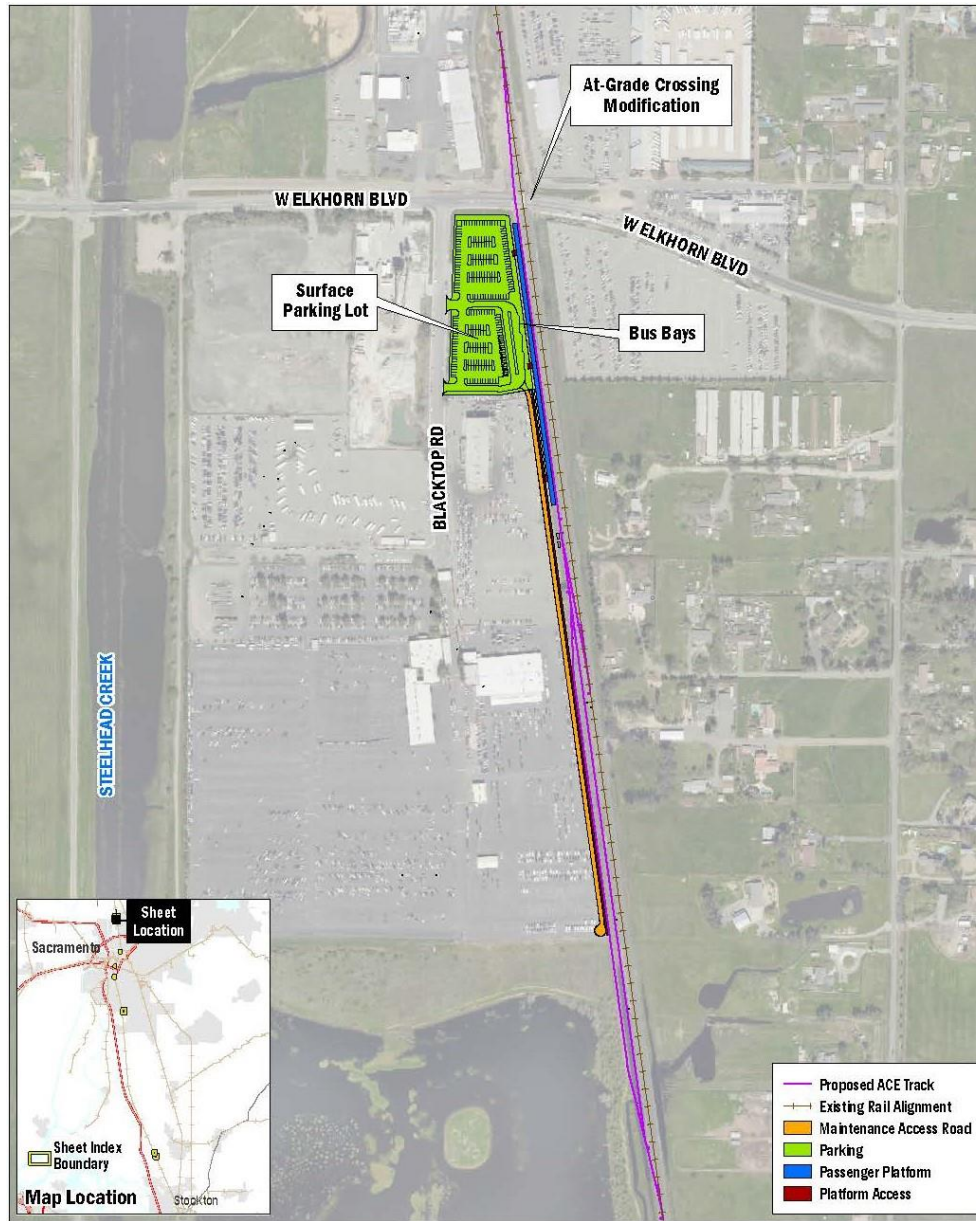 At-Grade Crossing
Modification
W ELKHORN BLVD
W ELKHORN BLVD
Surface
Parking Lot
Bus Bays
BLACKTOP RD
STEELHEAD CREEK
Sheet
Location
Sacramento
Sheet Index
Boundary
Map Location
Stockton
Proposed ACE Track
Existing Rail Alignment
Maintenance Access Road
Parking
Passenger Platform
Platform Access